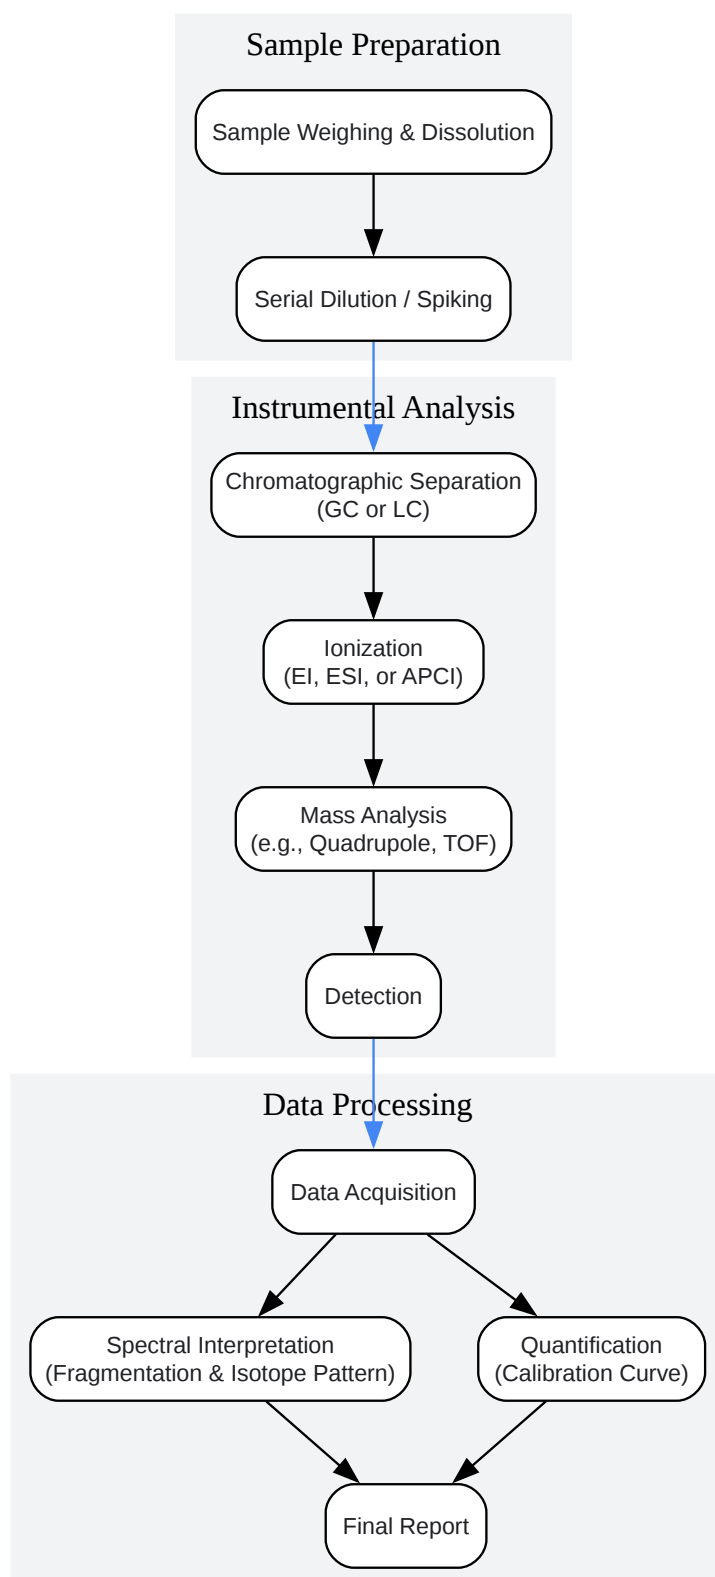 Sample Preparation
Sample Weighing & Dissolution
Serial Dilution / Spiking
Instrumental Analysis
Chromatographic Separation
(GC or LC)
Ionization
(EI, ESI, or APCI)
Mass Analysis
(e.g., Quadrupole, TOF)
Detection
Data Processing
Data Acquisition
Spectral Interpretation
(Fragmentation & Isotope Pattern)
Quantification
(Calibration Curve)
Final Report